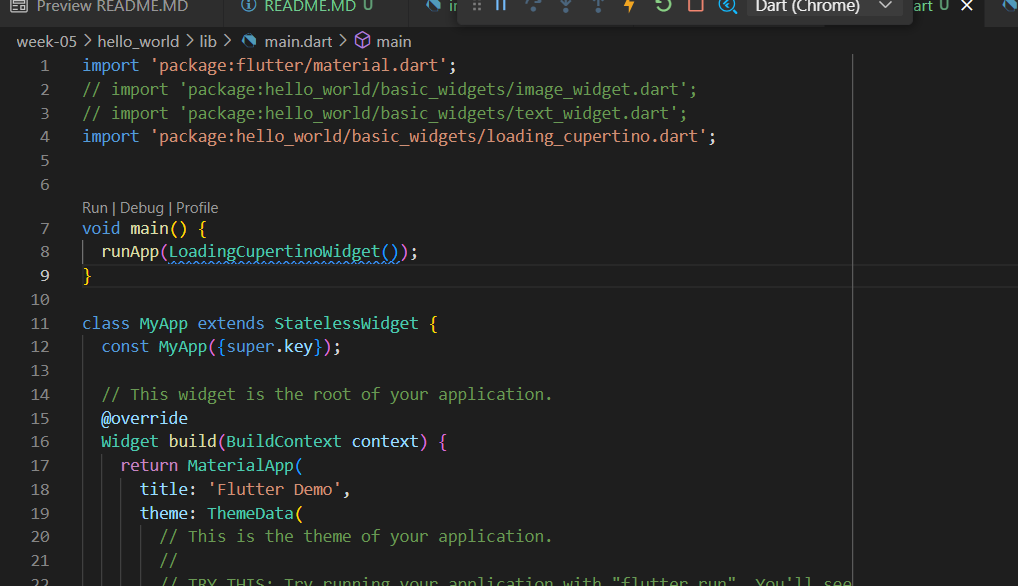 Preview README.MD README.MD U Dart (Chrome) art U
week-05 > hello_world > lib > main.dart > main
1 import 'package:flutter/material.dart';
2 // import 'package:hello_world/basic_widgets/image_widget.dart';
3 // import 'package:hello_world/basic_widgets/text_widget.dart';
4 import 'package:hello_world/basic_widgets/loading_cupertino.dart';
5
6
Run | Debug | Profile
7 void main() {
8 runApp(LoadingCupertinoWidget());
9 }
10
11 class MyApp extends StatelessWidget {
12 const MyApp({super.key});
13
14 // This widget is the root of your application.
15 @override
16 Widget build(BuildContext context) {
17 return MaterialApp(
18 title: 'Flutter Demo',
19 theme: ThemeData(
20 // This is the theme of your application.
21 //
22 // TRY THIS: Try running your application with "flutter run". You'll see